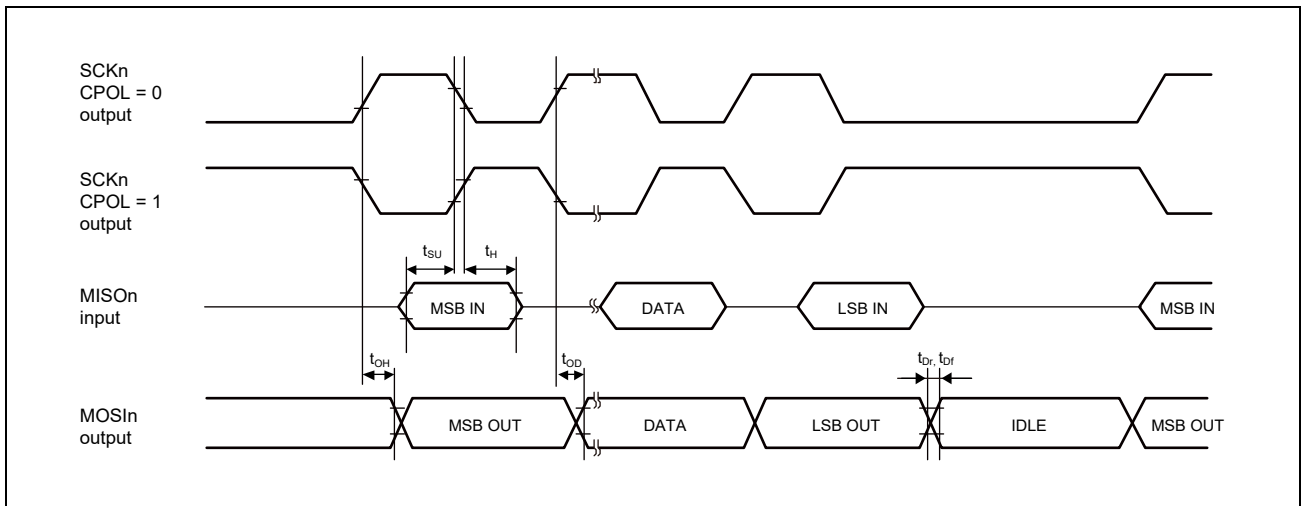 SCKn
CPOL = 0
output
SCKn
CPOL = 1
output
tSU
tH
MISOn
input
MSB IN
DATA
LSB IN
MSB IN
tOH
tOD
tDr, tDf
MOSIn
output
MSB OUT
DATA
LSB OUT
IDLE
MSB OUT